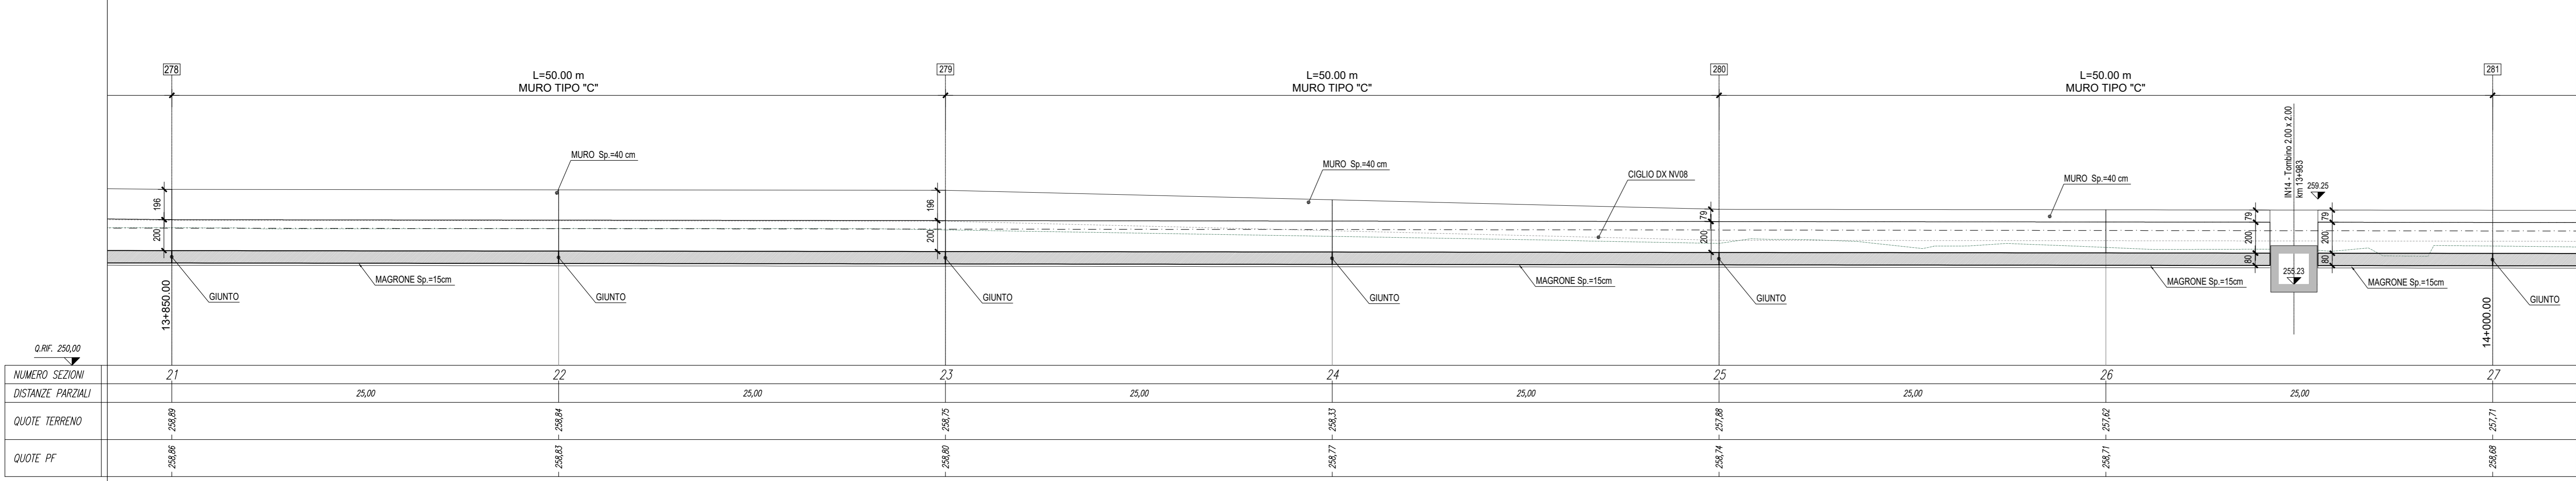 278
279
280
281
L=50.00 m
MURO TIPO "C"
L=50.00 m
MURO TIPO "C"
L=50.00 m
MURO TIPO "C"
IN14 - Tombino 2.00 x 2.00
km 13+983
259.25
MURO Sp.=40 cm
MURO Sp.=40 cm
CIGLIO DX NV08
MURO Sp.=40 cm
196
200
196
200
79
200
79
200
80
79
200
80
255.23
MAGRONE Sp.=15cm
MAGRONE Sp.=15cm
MAGRONE Sp.=15cm
MAGRONE Sp.=15cm
GIUNTO
GIUNTO
GIUNTO
GIUNTO
GIUNTO
GIUNTO
13+850.00
14+000.00
Q.RIF. 250,00
NUMERO SEZIONI 21 22 23 24 25 26 27
DISTANZE PARZIALI 25,00 25,00 25,00 25,00 25,00 25,00
QUOTE TERRENO 258,89 258,84 258,75 258,33 257,88 257,62 257,71
QUOTE PF 258,86 258,83 258,80 258,77 258,74 258,71 258,68